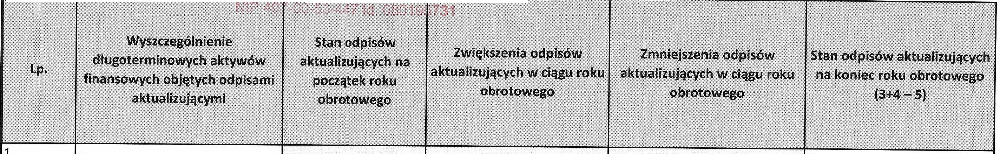 NIP 497-00-53-447 Id. 080195731
Lp.
Wyszczególnienie
długoterminowych aktywów
finansowych objętych odpisami
aktualizującymi
Stan odpisów
aktualizujących na
początek roku
obrotowego
Zwiększenia odpisów
aktualizujących w ciągu roku
obrotowego
Zmniejszenia odpisów
aktualizujących w ciągu roku
obrotowego
Stan odpisów aktualizujących
na koniec roku obrotowego
(3+4 – 5)
1